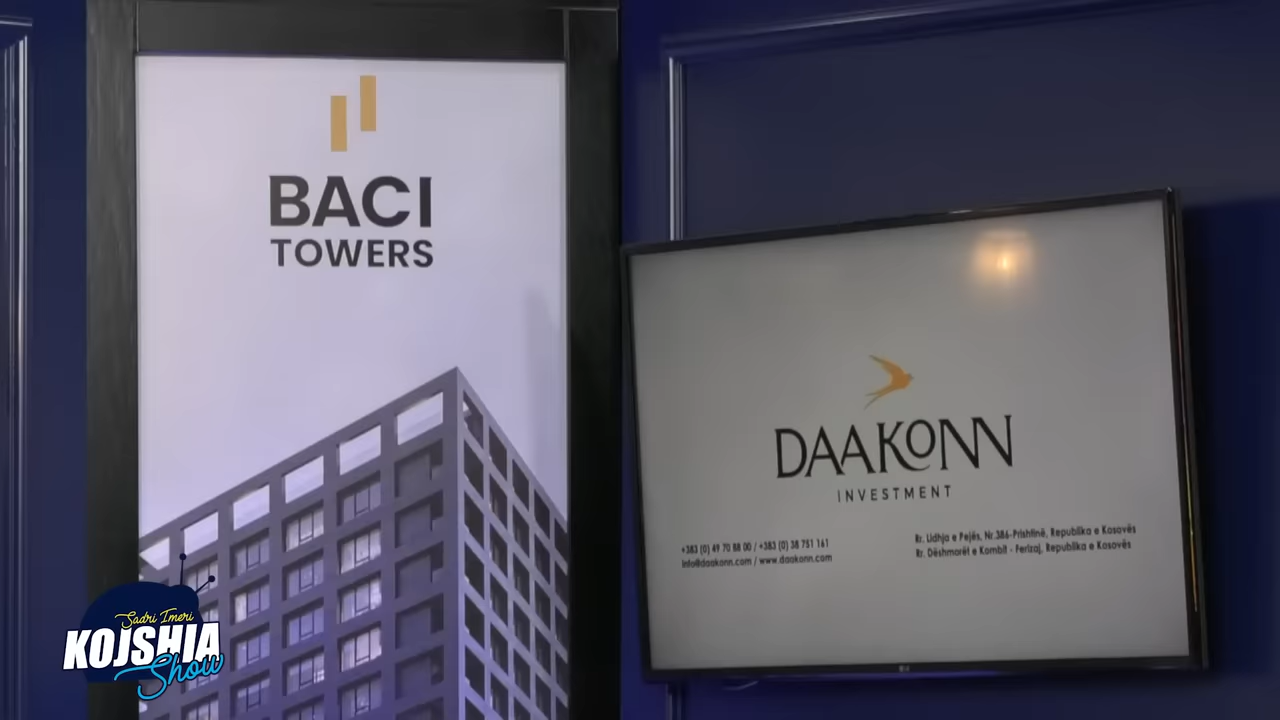 BACI
TOWERS
DAAKONN
INVESTMENT
+383 (0) 49 70 88 00 / +383 (0) 38 751 161
info@daakonn.com / www.daakonn.com
Rr. Lidhja e Pejës, Nr.386-Prishtinë, Republika e Kosovës
Rr. Dëshmorët e Kombit - Ferizaj, Republika e Kosovës
LG
Sadri Imeri
KOJSHIA
Show